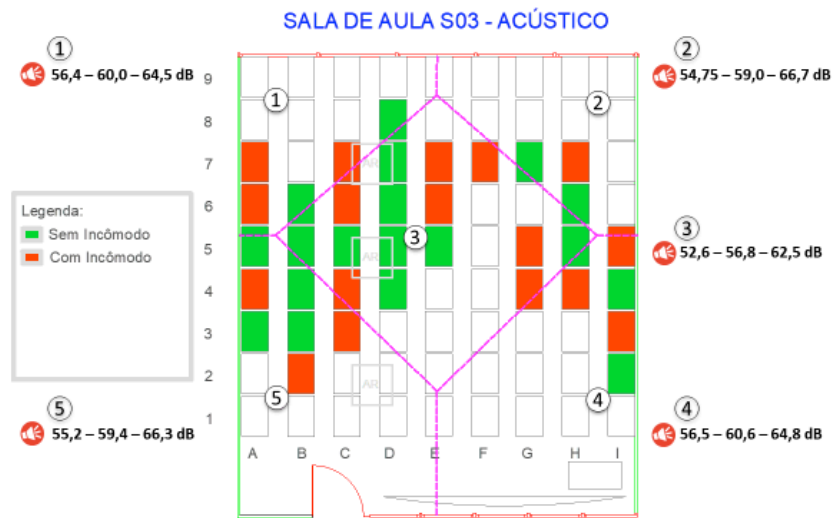 SALA DE AULA S03 - ACÚSTICO
1
56,4 – 60,0 – 64,5 dB
2
54,75 – 59,0 – 66,7 dB
9
1
2
8
7
AR
6
Legenda:
Sem Incômodo
Com Incômodo
5
3
AR
3
52,6 – 56,8 – 62,5 dB
4
3
2
AR
5
4
5
55,2 – 59,4 – 66,3 dB
4
56,5 – 60,6 – 64,8 dB
1
A B C D E F G H I